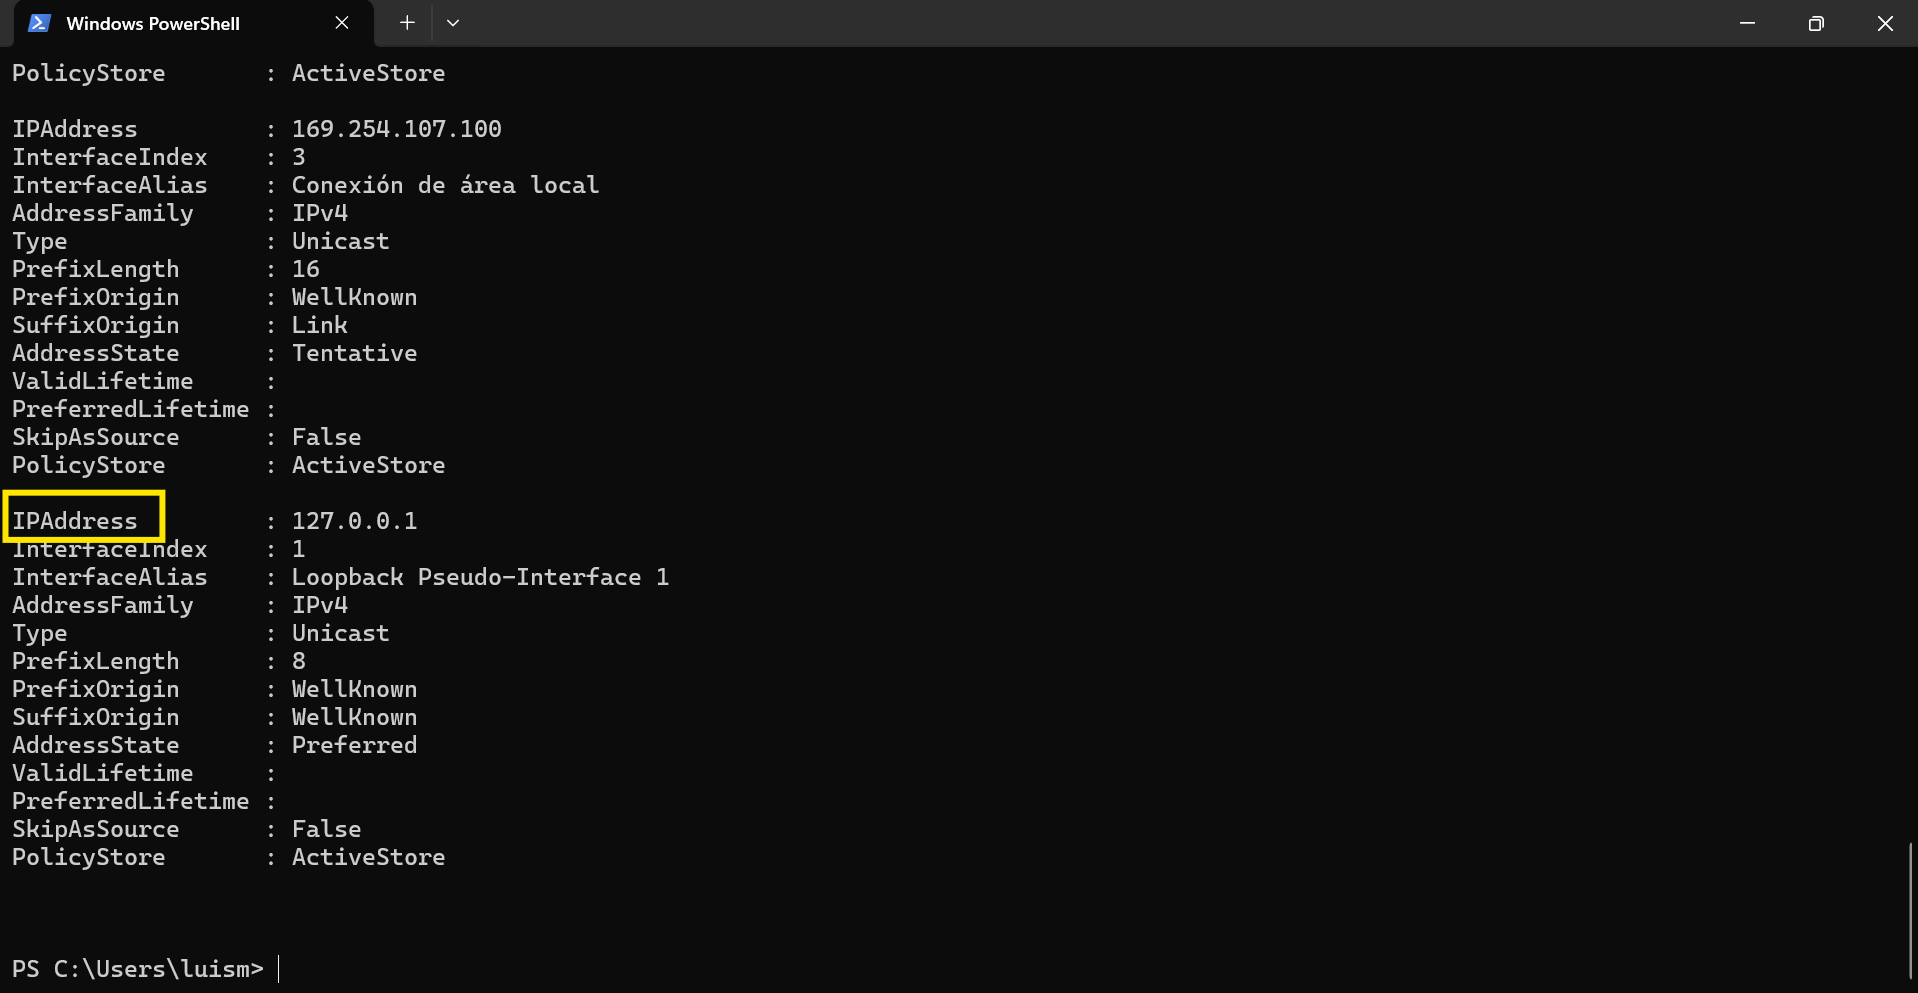 Windows PowerShell
PolicyStore : ActiveStore
IPAddress : 169.254.107.100
InterfaceIndex : 3
InterfaceAlias : Conexión de área local
AddressFamily : IPv4
Type : Unicast
PrefixLength : 16
PrefixOrigin : WellKnown
SuffixOrigin : Link
AddressState : Tentative
ValidLifetime :
PreferredLifetime :
SkipAsSource : False
PolicyStore : ActiveStore
IPAddress : 127.0.0.1
InterfaceIndex : 1
InterfaceAlias : Loopback Pseudo-Interface 1
AddressFamily : IPv4
Type : Unicast
PrefixLength : 8
PrefixOrigin : WellKnown
SuffixOrigin : WellKnown
AddressState : Preferred
ValidLifetime :
PreferredLifetime :
SkipAsSource : False
PolicyStore : ActiveStore
PS C:\Users\luism>